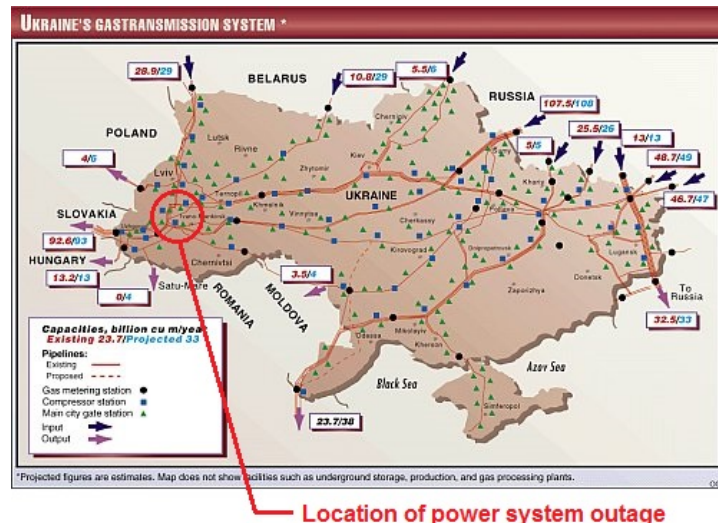 UKRAINE'S GASTRANSMISSION SYSTEM *
28.9/29
BELARUS
10.8/29
5.5/6
RUSSIA
107.5/108
25.5/26
13/13
5/5
48.7/49
POLAND
Lutsk
Rivne
Chernigiv
Kiev
Zhytomir
4/5
Lviv
Ternopil
Khmelnik
UKRAINE
Khariv
Poltava
46.7/47
SLOVAKIA
Vinnytsa
Cherkassy
92.6/93
Kirovograd
Dnipropetrovsk
Lugansk
HUNGARY
Chernivtsi
Donetsk
13.2/13
Satu-Mare
3.5/4
Zaporizhya
To
Russia
0/4
ROMANIA
MOLDOVA
32.5/33
Capacities, billion cu m/year
Existing 23.7/Projected 33
Pipelines:
Existing
Proposed
Gas metering station
Compressor station
Main city gate station
Input
Output
Odessa
Mikolayiv
Kherson
Azov Sea
Black Sea
Simferopol
23.7/38
*Projected figures are estimates. Map does not show facilities such as underground storage, production, and gas processing plants.
Location of power system outage